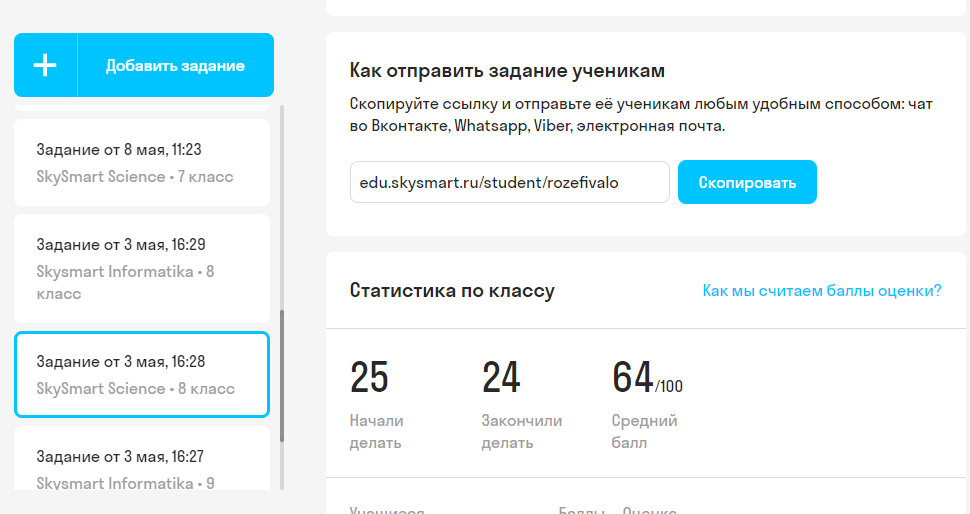 Добавить задание
Задание от 8 мая, 11:23
SkySmart Science • 7 класс
Задание от 3 мая, 16:29
Skysmart Informatika • 8
класс
Задание от 3 мая, 16:28
SkySmart Science • 8 класс
Задание от 3 мая, 16:27
Skysmart Informatika • 9
Как отправить задание ученикам
Скопируйте ссылку и отправьте её ученикам любым удобным способом: чат
во Вконтакте, Whatsapp, Viber, электронная почта.
edu.skysmart.ru/student/rozefivalo
Скопировать
Статистика по классу
Как мы считаем баллы оценки?
25
Начали
делать
24
Закончили
делать
64/100
Средний
балл
Учащиеся
Баллы
Оценка